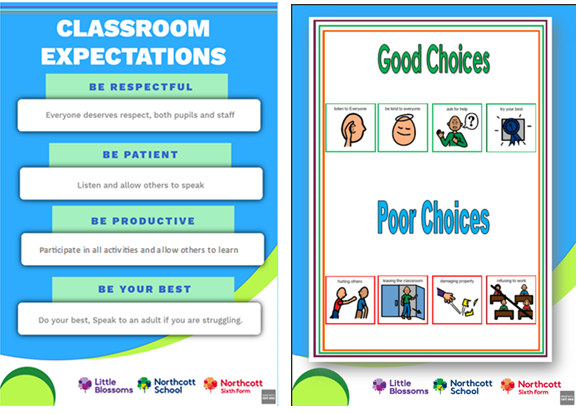 CLASSROOM
EXPECTATIONS
BE RESPECTFUL
Everyone deserves respect, both pupils and staff
BE PATIENT
Listen and allow others to speak
BE PRODUCTIVE
Participate in all activities and allow others to learn
BE YOUR BEST
Do your best, Speak to an adult if you are struggling.
Little
Blossoms
Northcott
School
Northcott
Sixth Form
Good Choices
listen to Everyone
be kind to everyone
ask for help
try your best
?
Poor Choices
hurting others
leaving the classroom
damaging property
refusing to work
Little
Blossoms
Northcott
School
Northcott
Sixth Form